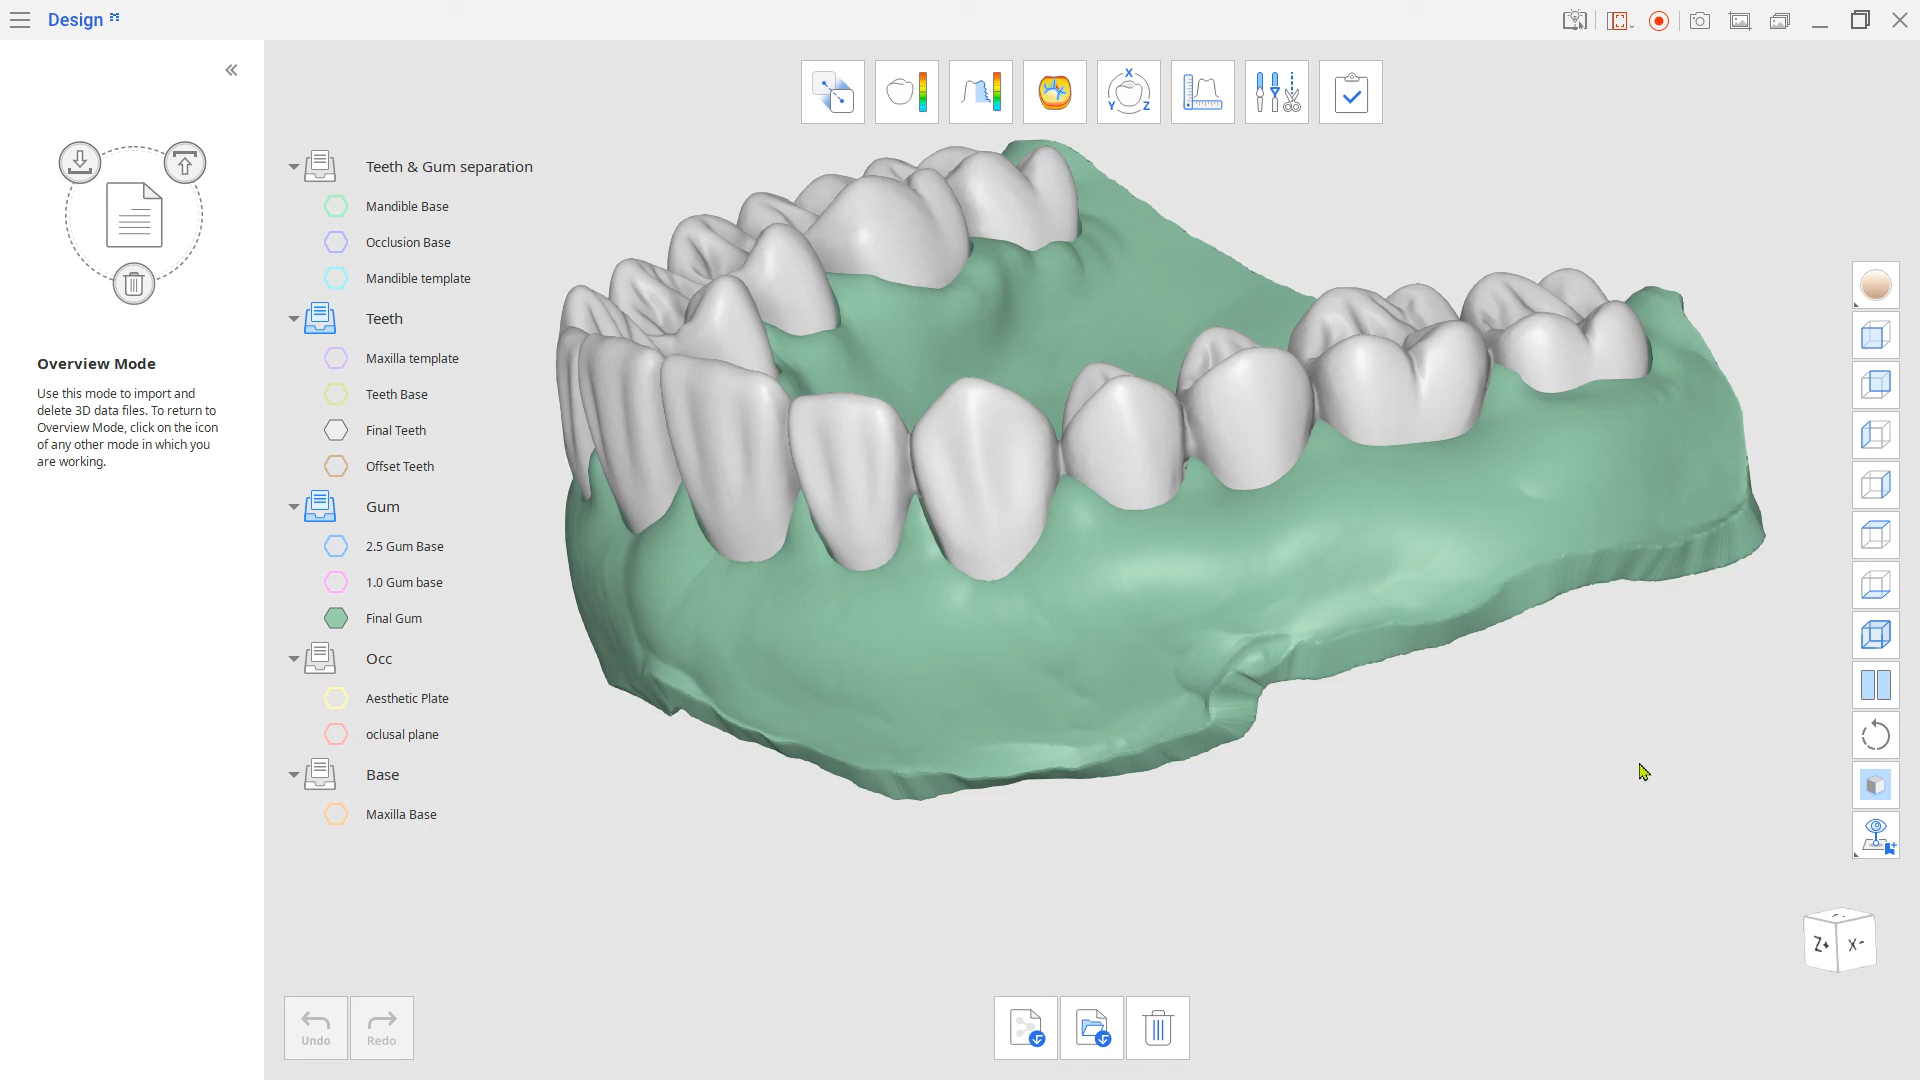 Design
Overview Mode
Use this mode to import and
delete 3D data files. To return to
Overview Mode, click on the icon
of any other mode in which you
are working.
Teeth & Gum separation
Mandible Base
Occlusion Base
Mandible template
Teeth
Maxilla template
Teeth Base
Final Teeth
Offset Teeth
Gum
2.5 Gum Base
1.0 Gum base
Final Gum
Occ
Aesthetic Plate
oclusal plane
Base
Maxilla Base
X
Y Z
Z+ X-
Undo Redo